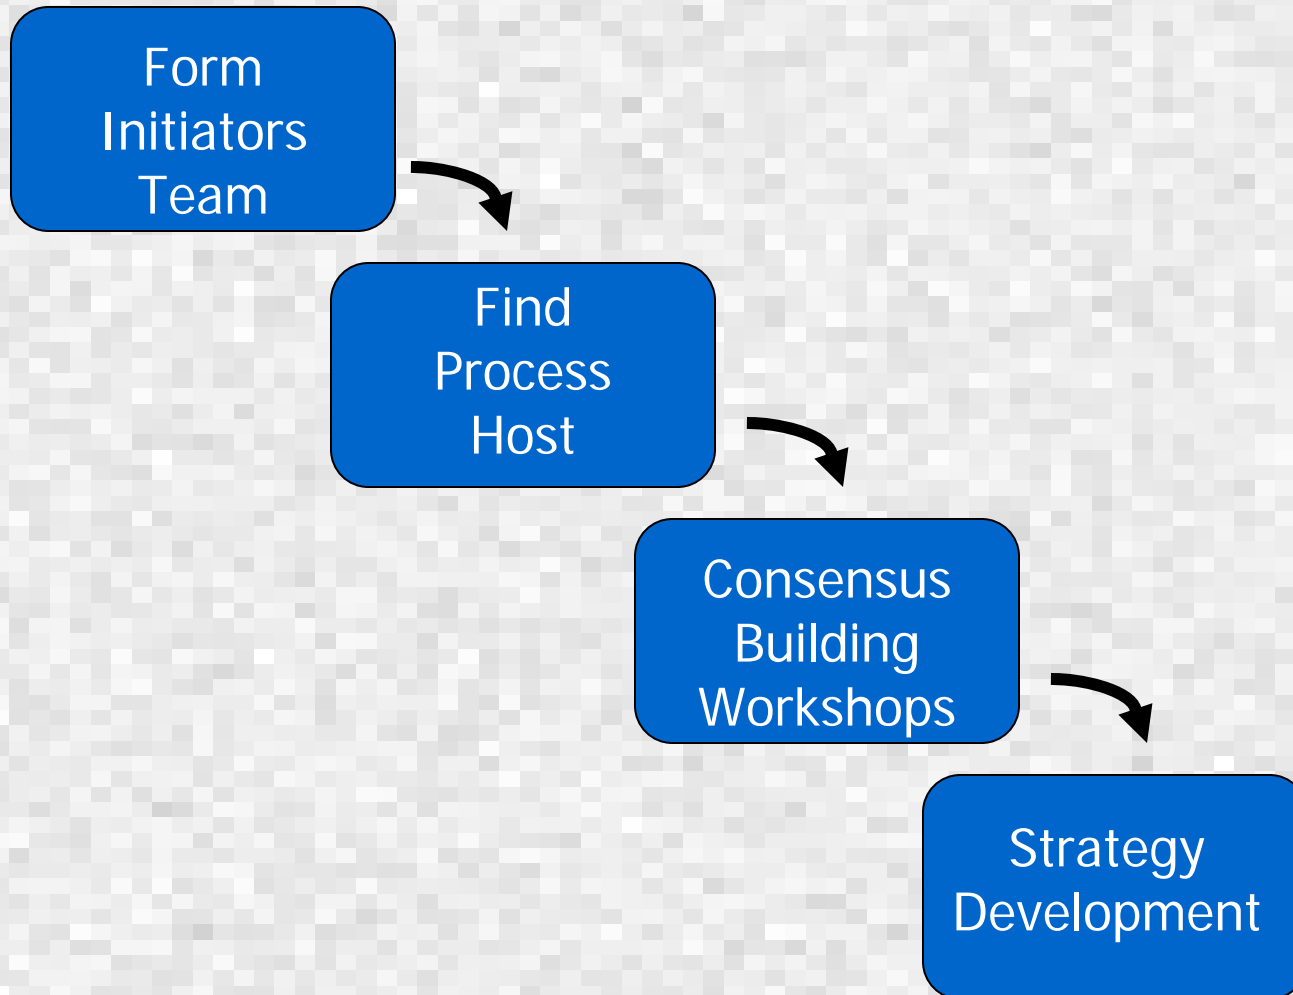 Form
Initiators
Team
Find
Process
Host
Consensus
Building
Workshops
Strategy
Development